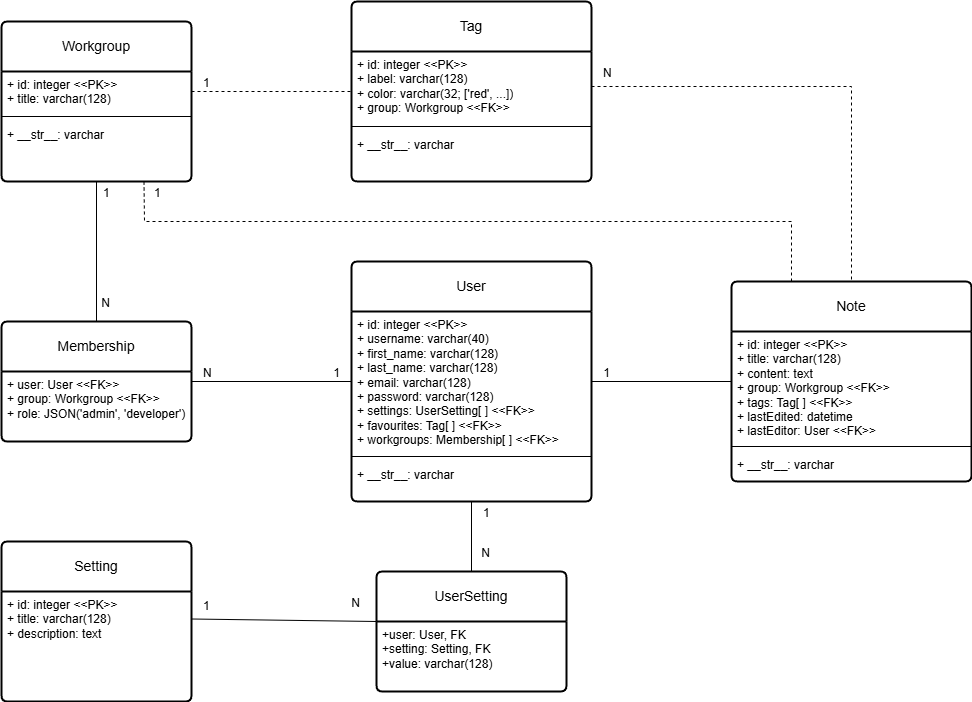 Workgroup
+ id: integer <<PK>>
+ title: varchar(128)
+ __str__: varchar
Tag
+ id: integer <<PK>>
+ label: varchar(128)
+ color: varchar(32; ['red', ...])
+ group: Workgroup <<FK>>
+ __str__: varchar
1
N
1
1
N
Membership
+ user: User <<FK>>
+ group: Workgroup <<FK>>
+ role: JSON('admin', 'developer')
N
1
User
+ id: integer <<PK>>
+ username: varchar(40)
+ first_name: varchar(128)
+ last_name: varchar(128)
+ email: varchar(128)
+ password: varchar(128)
+ settings: UserSetting[ ] <<FK>>
+ favourites: Tag[ ] <<FK>>
+ workgroups: Membership[ ] <<FK>>
+ __str__: varchar
1
Note
+ id: integer <<PK>>
+ title: varchar(128)
+ content: text
+ group: Workgroup <<FK>>
+ tags: Tag[ ] <<FK>>
+ lastEdited: datetime
+ lastEditor: User <<FK>>
+ __str__: varchar
1
N
Setting
+ id: integer <<PK>>
+ title: varchar(128)
+ description: text
1
N
UserSetting
+user: User, FK
+setting: Setting, FK
+value: varchar(128)